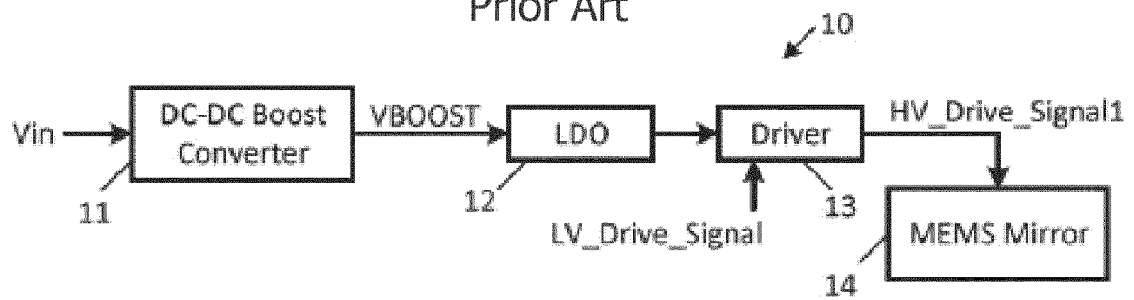 Prior Art
10
Vin
DC-DC Boost
Converter
VBOOST
LDO
Driver
HV_Drive_Signal1
11
12
LV_Drive_Signal
13
MEMS Mirror
14